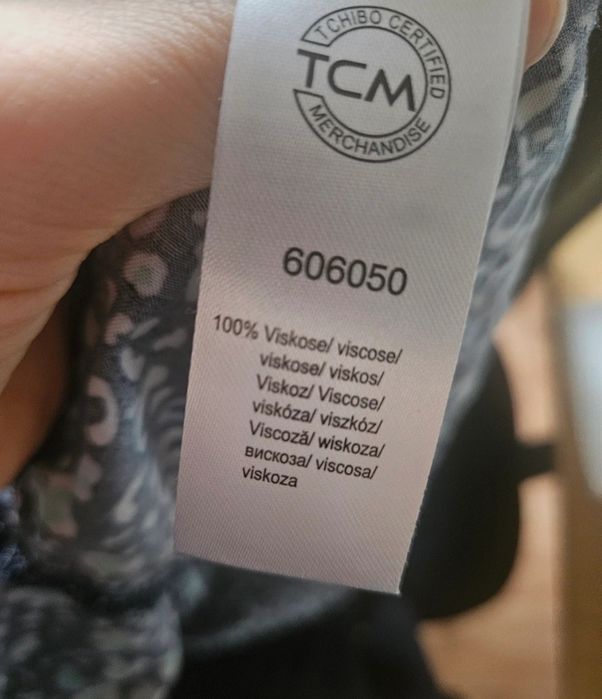 TCHIBO CERTIFIED
TCM
MERCHANDISE
606050
100% Viskose/ viscose/
viskose/ viskos/
Viskoz/ Viscose/
viskóza/ viszkóz/
Viscoză/ wiskoza/
вискоза/ viscosa/
viskoza